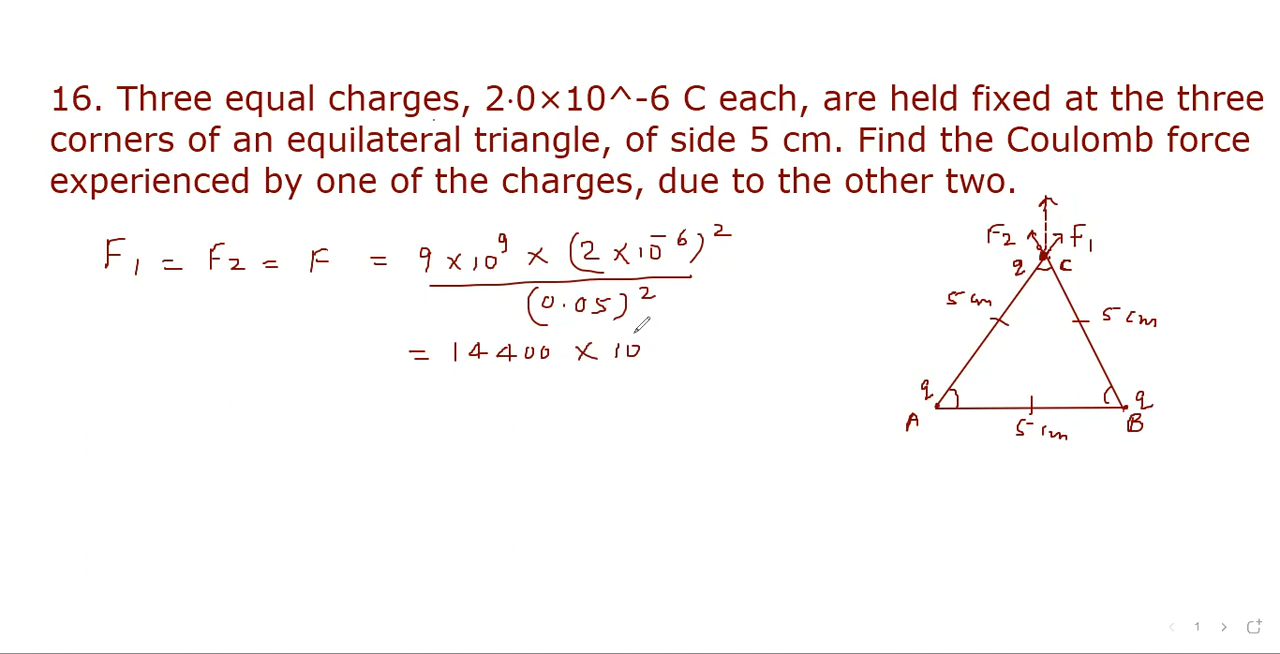 16. Three equal charges, 2·0×10^-6 C each, are held fixed at the three
corners of an equilateral triangle, of side 5 cm. Find the Coulomb force
experienced by one of the charges, due to the other two.
F₁ = F₂ = F = 9 × 10⁹ × (2 × 10⁻⁶)²
(0.05)²
= 14400 × 10
F₂ F₁
q C
5 cm 5 cm
q q
A B
5 cm
1